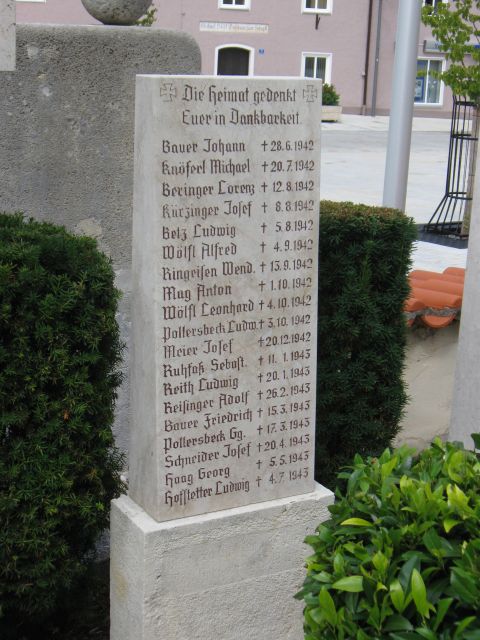 Die Heimat gedenkt
Euer in Dankbarkeit.
Bauer Johann + 28.6.1942
Knöferl Michael + 20.7.1942
Beringer Lorenz + 12.8.1942
Kürzinger Josef + 8.8.1942
Belz Ludwig + 5.8.1942
Wölfl Alfred + 4.9.1942
Ringeisen Wend. + 13.9.1942
May Anton + 1.10.1942
Wölfl Leonhard + 4.10.1942
Poltersbeck Ludw. + 3.10.1942
Meier Josef + 20.12.1942
Ruhfaß Sebast. + 11.1.1943
Reith Ludwig + 20.1.1943
Reisinger Adolf + 26.2.1943
Bauer Friedrich + 15.3.1943
Poltersbeck Gg. + 17.3.1943
Schneider Josef + 20.4.1943
Haag Georg + 5.5.1943
Hofstetter Ludwig + 4.7.1943